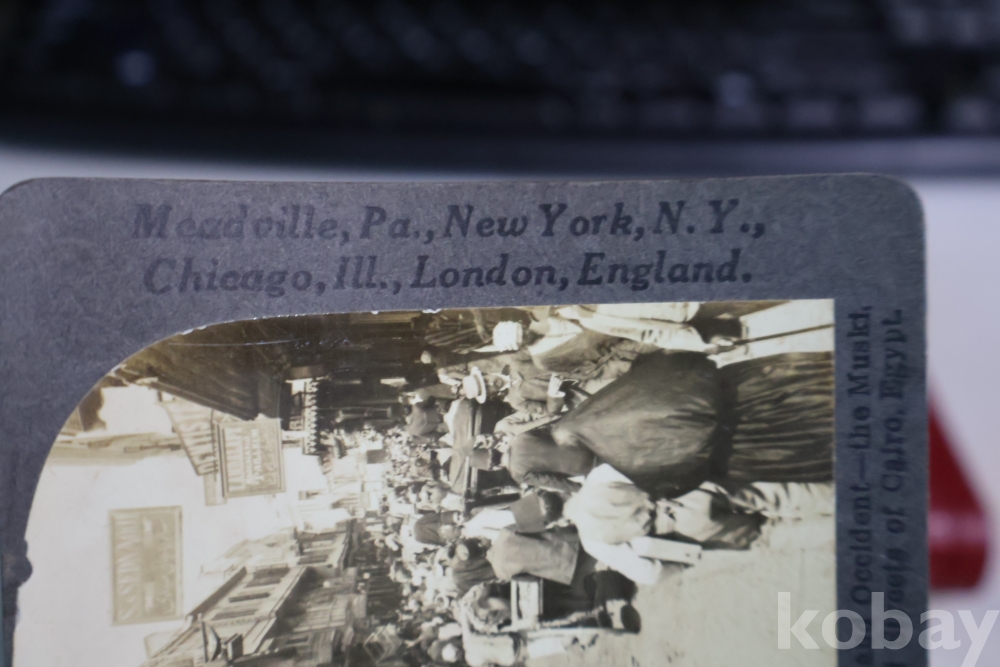 Meadville, Pa., New York, N. Y.,
Chicago, Ill., London, England.
Occident—the Muski,
of Cairo, Egypt.
kobay